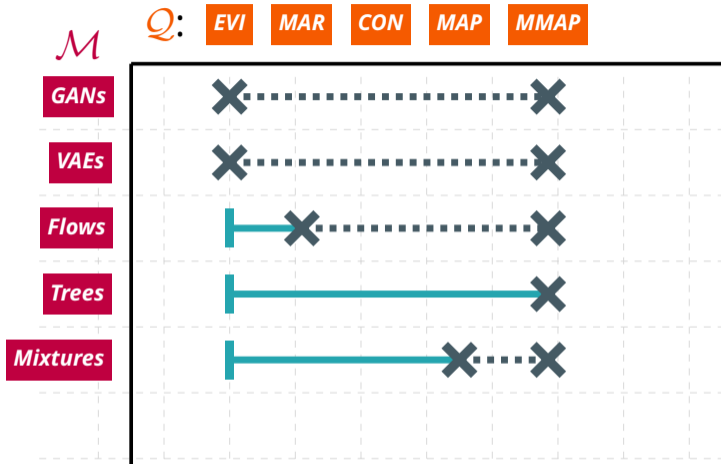 𝒬: EVI MAR CON MAP MMAP
ℳ
GANs
VAEs
Flows
Trees
Mixtures